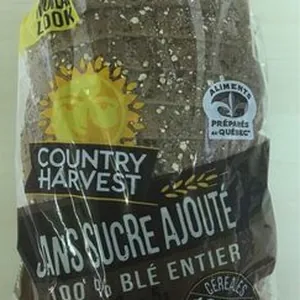 LOOK
ALIMENTS
PRÉPARÉS
AU QUÉBEC
COUNTRY
HARVEST
SANS SUCRE AJOUTÉ
100 % BLÉ ENTIER
CÉRÉALES